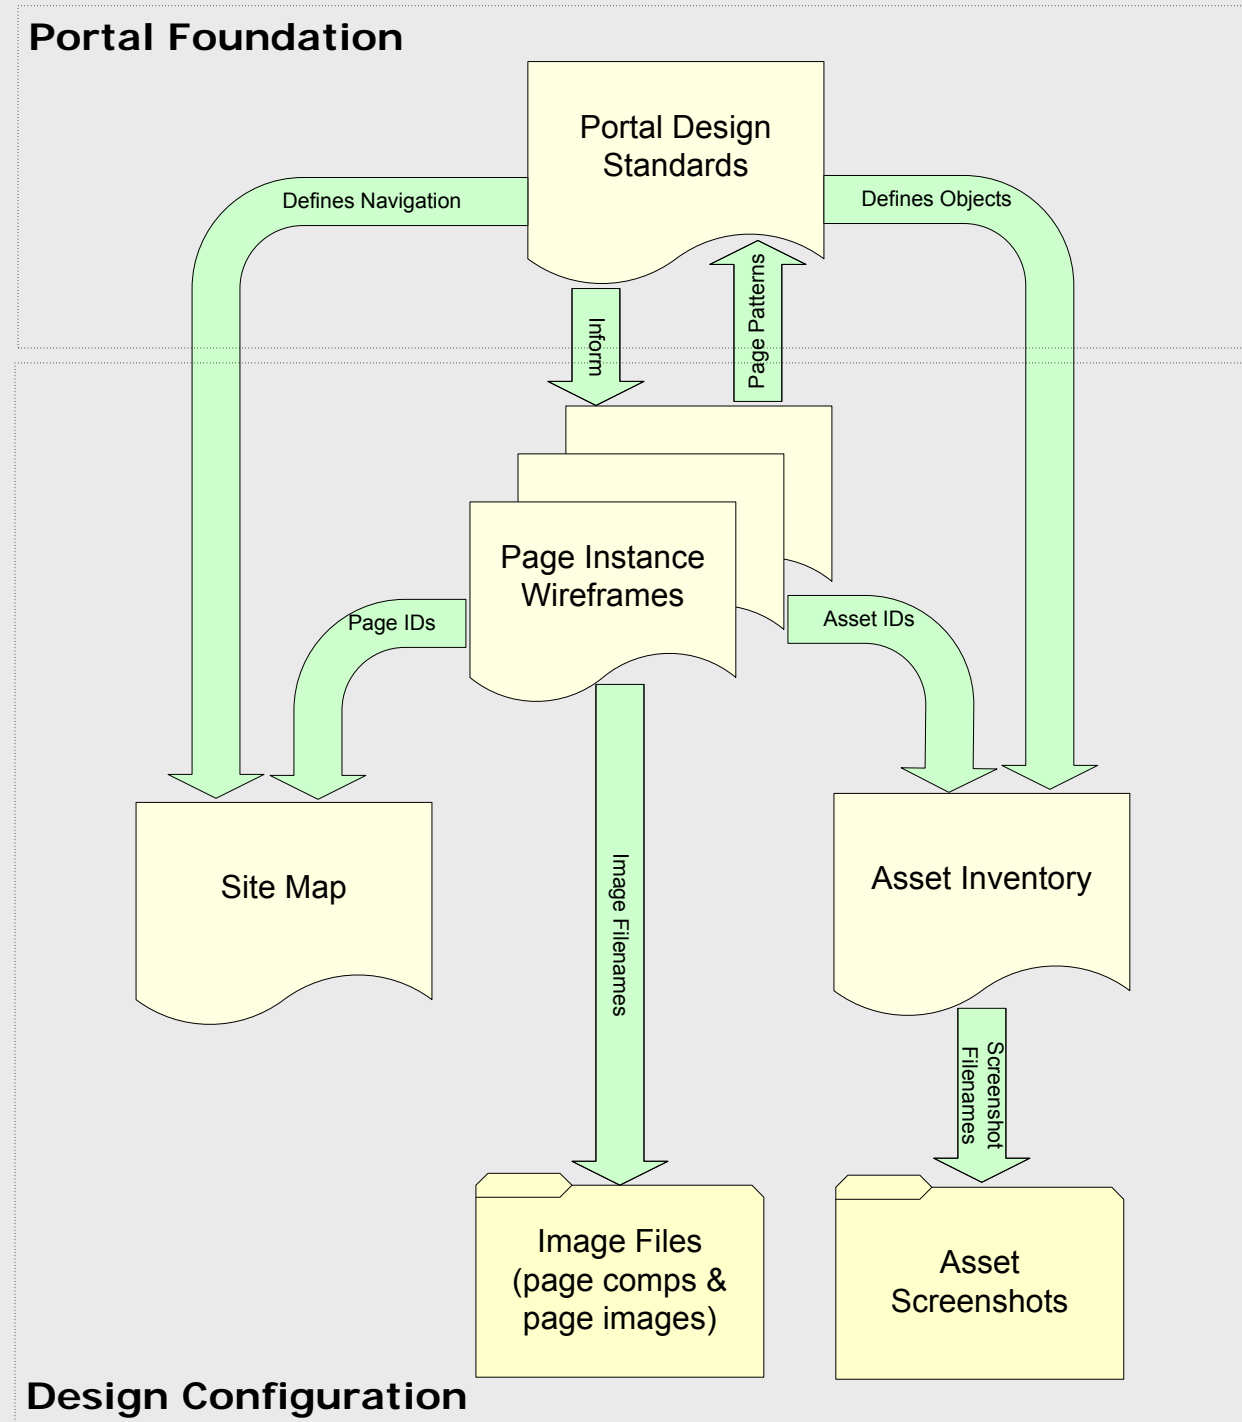 Portal Foundation
Portal Design
Standards
Defines Navigation
Defines Objects
Inform
Page Patterns
Page Instance
Wireframes
Page IDs
Asset IDs
Site Map
Image Filenames
Asset Inventory
Screenshot
Filenames
Image Files
(page comps &
page images)
Asset
Screenshots
Design Configuration